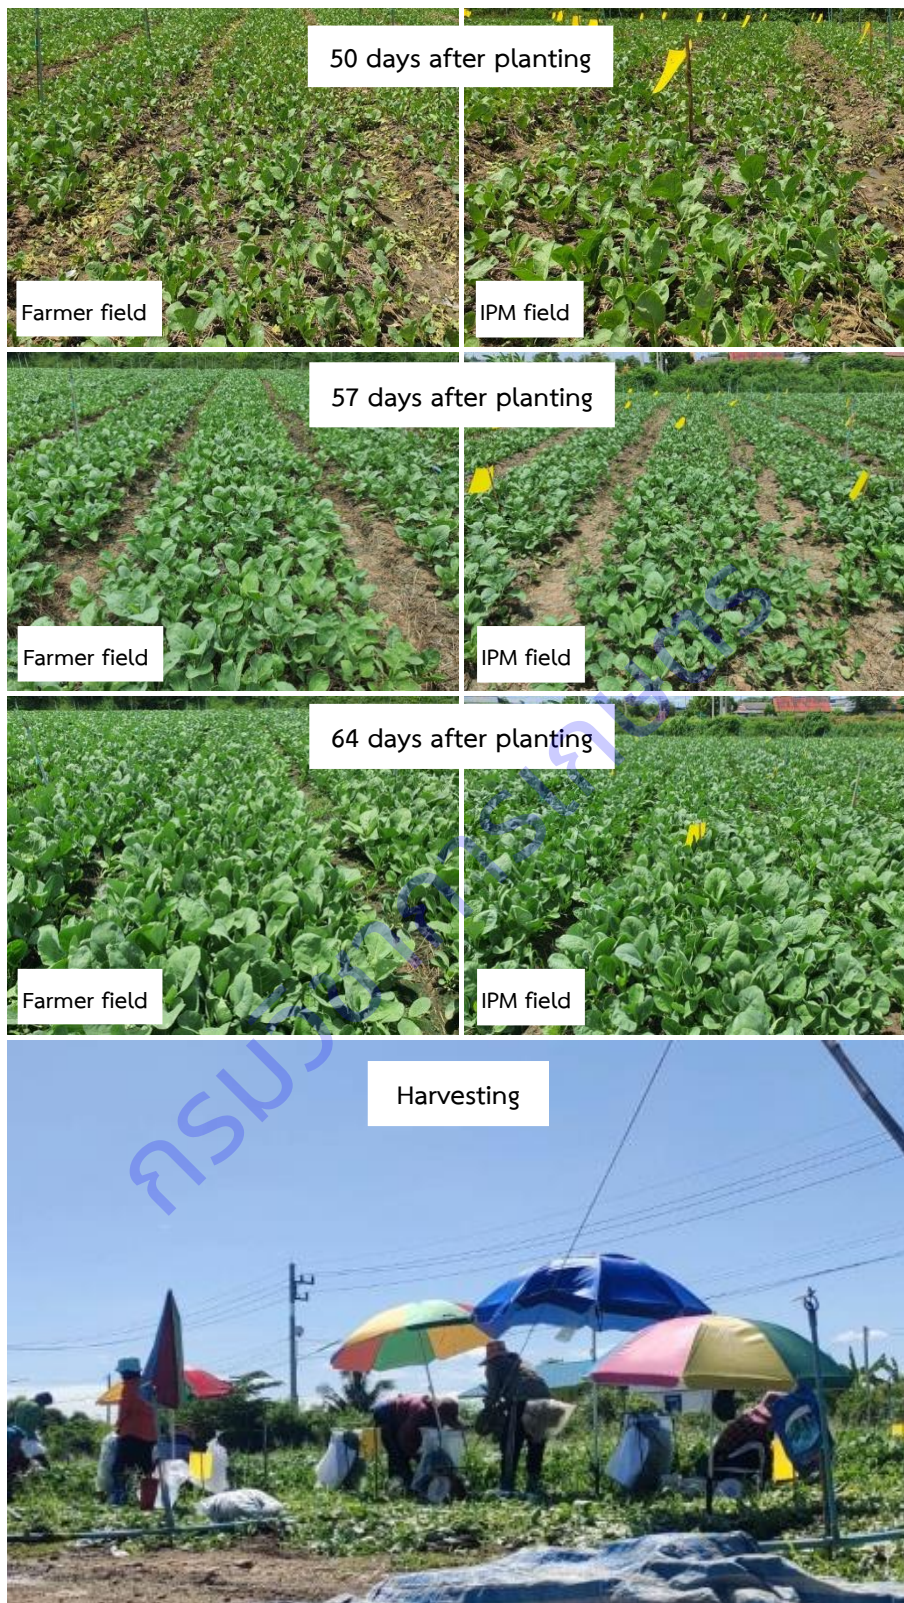 50 days after planting
Farmer field
IPM field
57 days after planting
Farmer field
IPM field
64 days after planting
Farmer field
IPM field
Harvesting
กรมวิชาการเกษตร